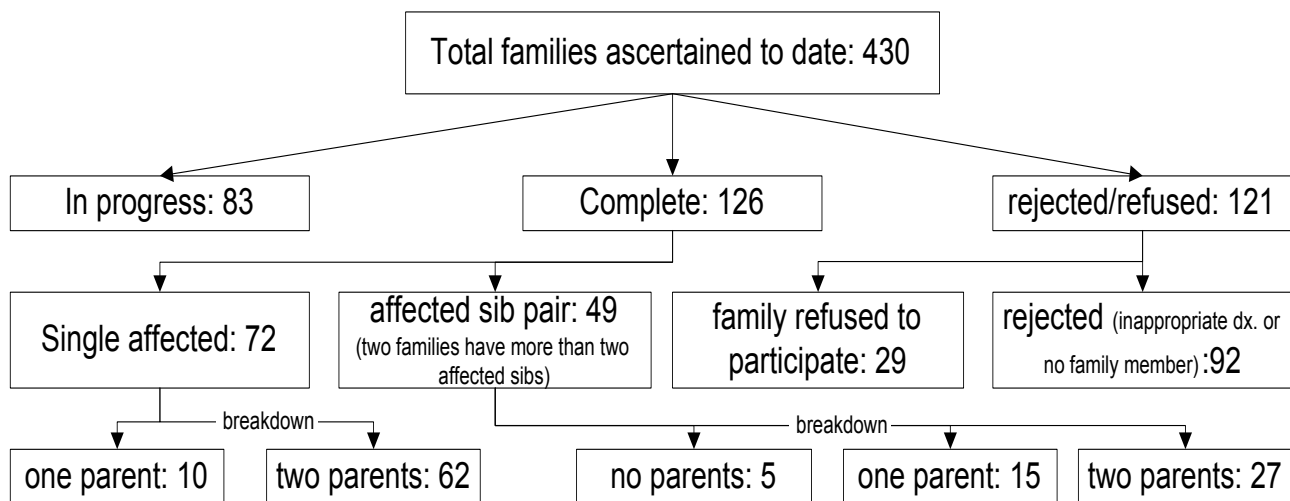 Total families ascertained to date: 430
In progress: 83
Complete: 126
rejected/refused: 121
Single affected: 72
affected sib pair: 49
(two families have more than two
affected sibs)
family refused to
participate: 29
rejected (inappropriate dx. or
no family member) :92
breakdown
breakdown
one parent: 10
two parents: 62
no parents: 5
one parent: 15
two parents: 27